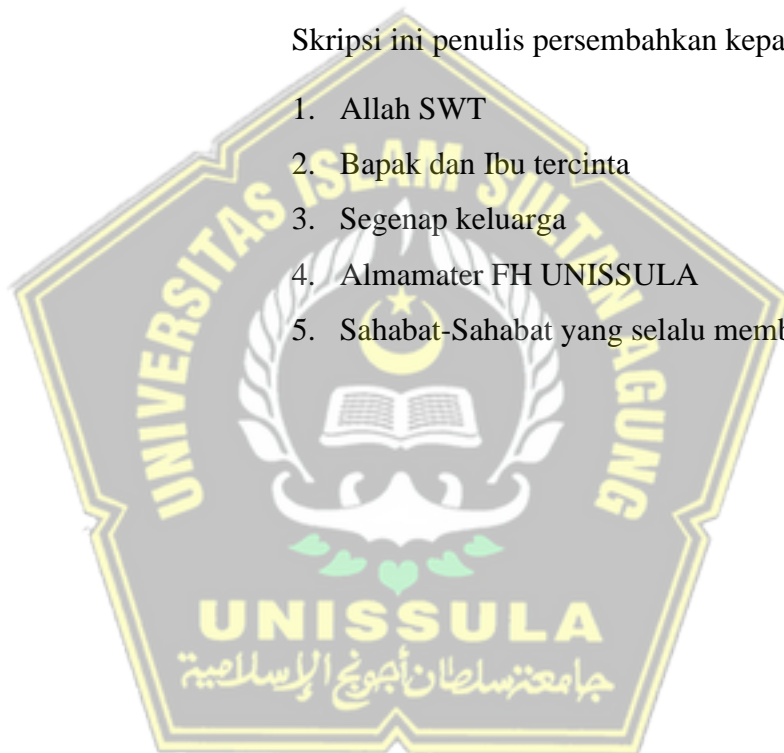 Skripsi ini penulis persembahkan kepa
1. Allah SWT
2. Bapak dan Ibu tercinta
3. Segenap keluarga
4. Almamater FH UNISSULA
5. Sahabat-Sahabat yang selalu memb
UNIVERSITAS ISLAM SULTAN AGUNG
UNISSULA
جامعة سلطان أجونج الإسلامية